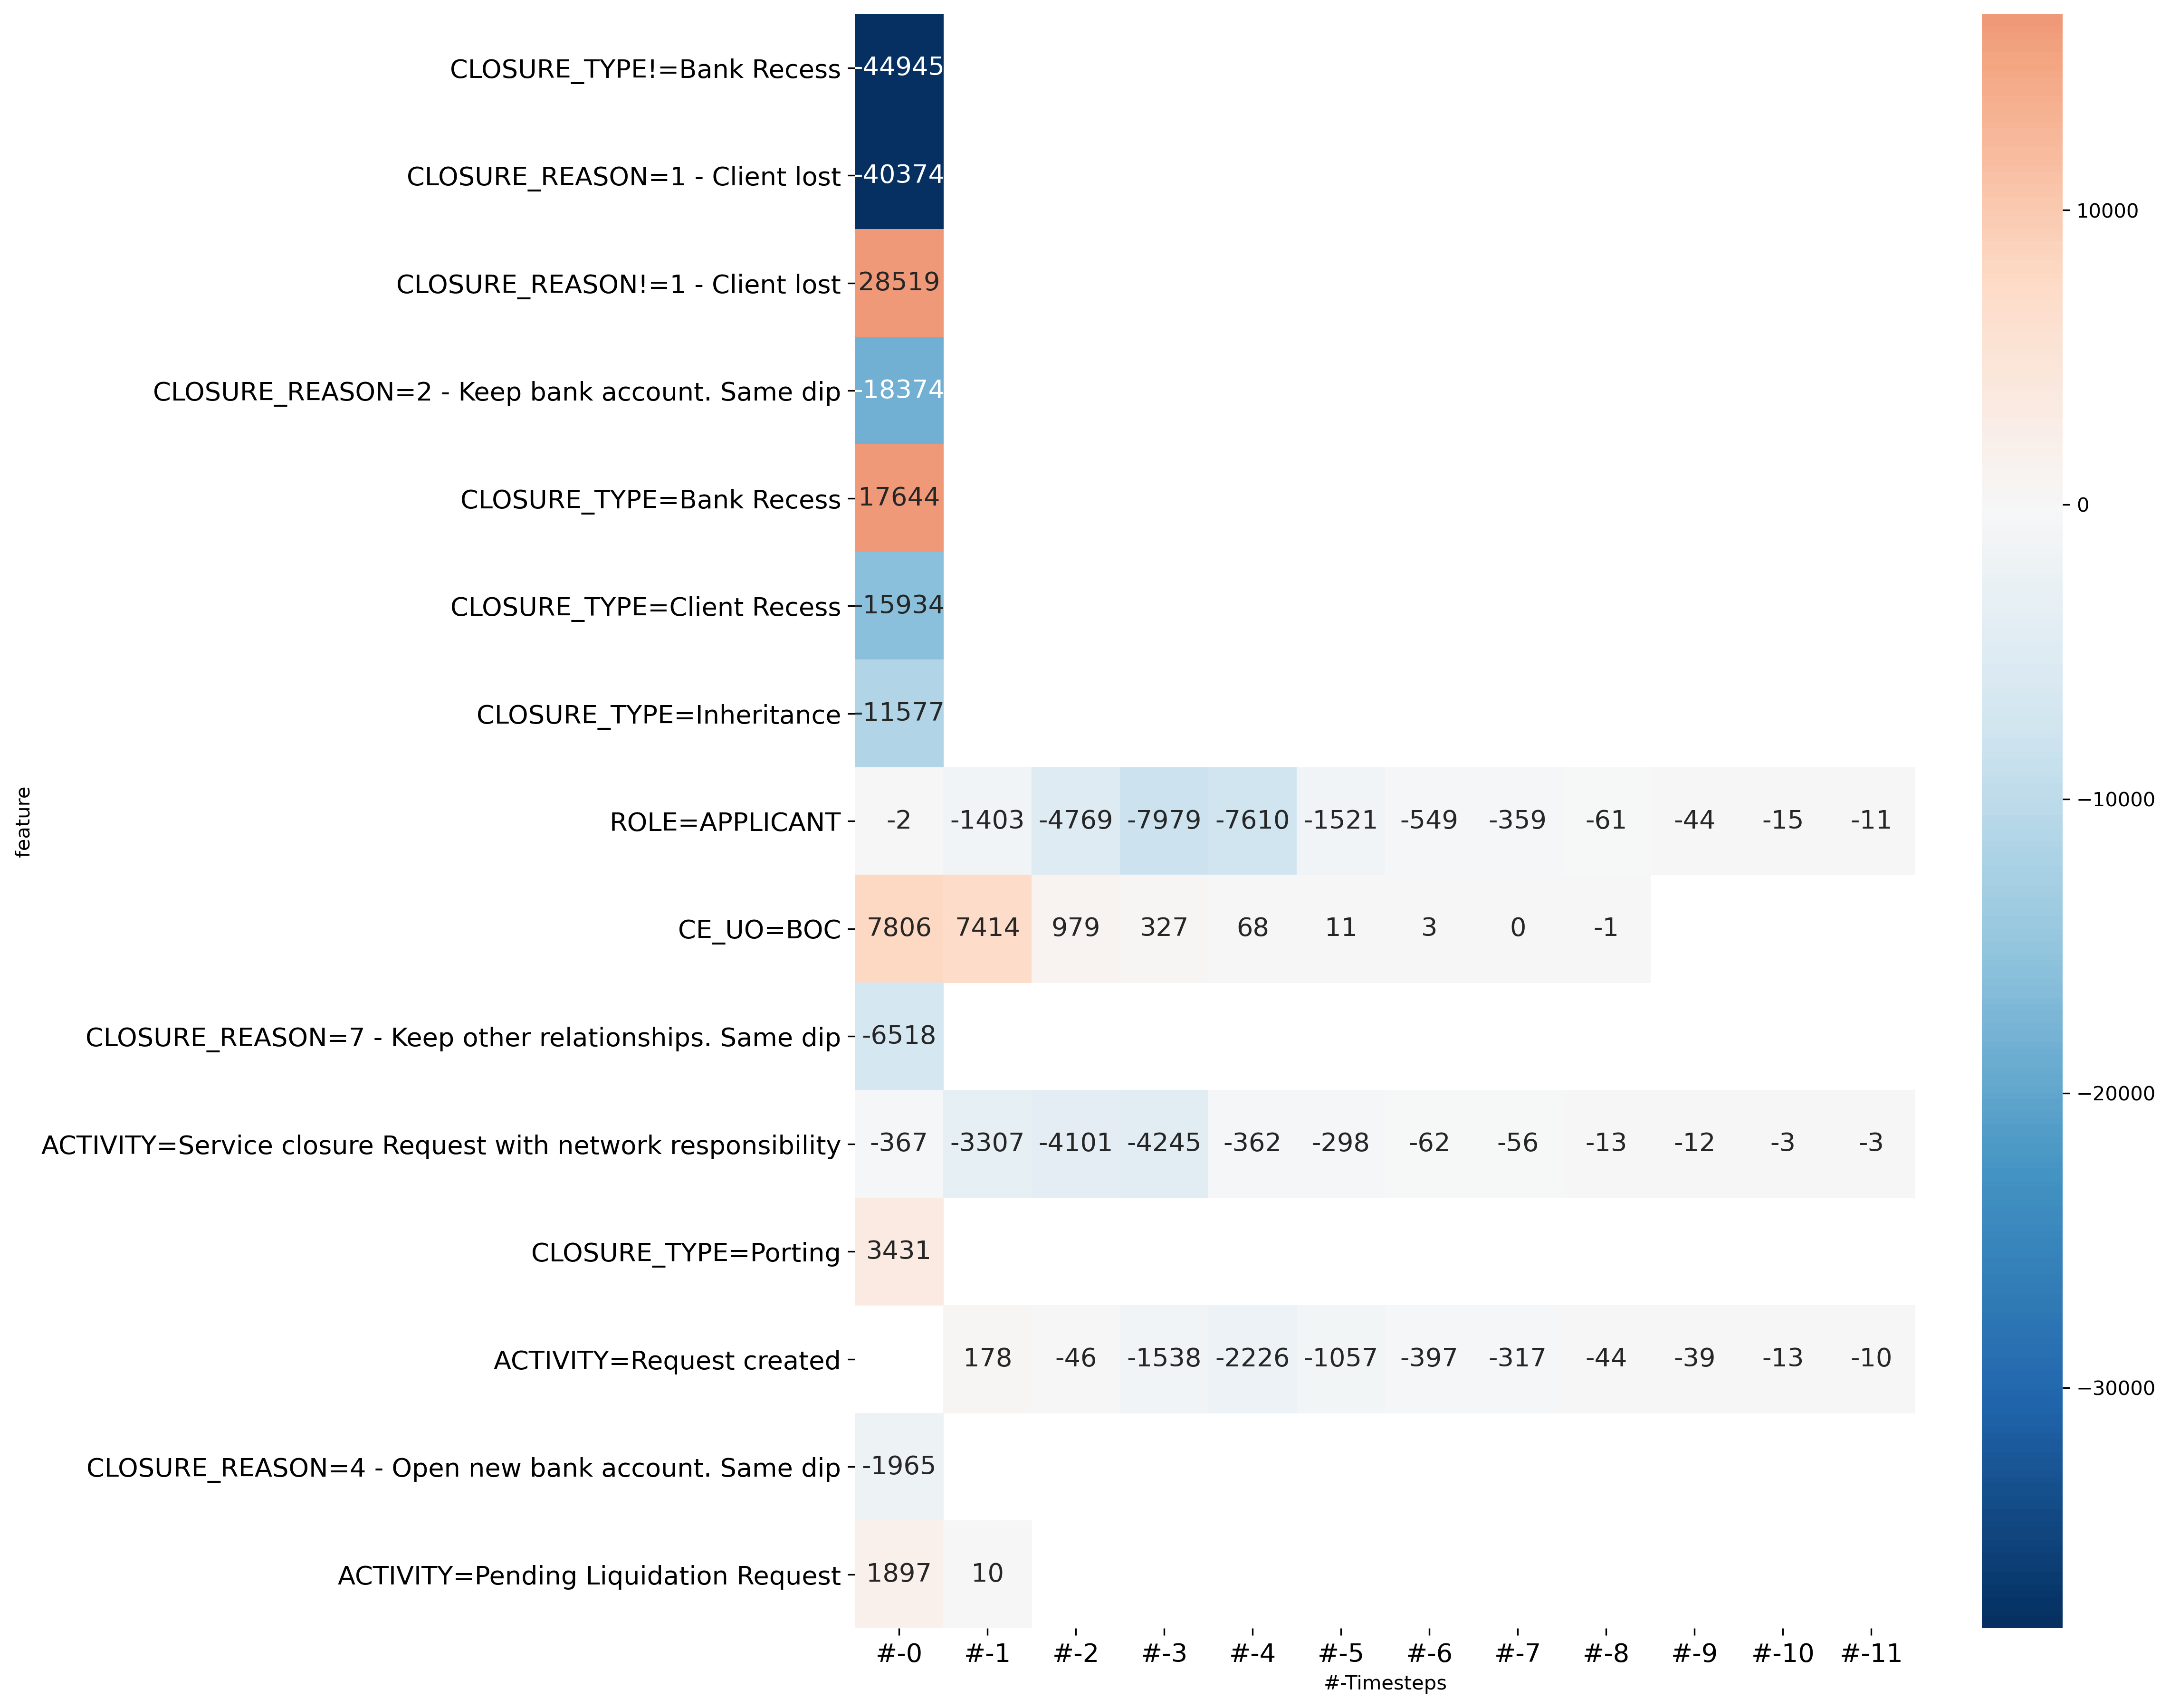 CLOSURE_TYPE!=Bank Recess -44945
CLOSURE_REASON=1 - Client lost -40374
CLOSURE_REASON!=1 - Client lost 28519
CLOSURE_REASON=2 - Keep bank account. Same dip -18374
CLOSURE_TYPE=Bank Recess 17644
CLOSURE_TYPE=Client Recess -15934
CLOSURE_TYPE=Inheritance -11577
ROLE=APPLICANT -2 -1403 -4769 -7979 -7610 -1521 -549 -359 -61 -44 -15 -11
CE_UO=BOC 7806 7414 979 327 68 11 3 0 -1
CLOSURE_REASON=7 - Keep other relationships. Same dip -6518
ACTIVITY=Service closure Request with network responsibility -367 -3307 -4101 -4245 -362 -298 -62 -56 -13 -12 -3 -3
CLOSURE_TYPE=Porting 3431
ACTIVITY=Request created 178 -46 -1538 -2226 -1057 -397 -317 -44 -39 -13 -10
CLOSURE_REASON=4 - Open new bank account. Same dip -1965
ACTIVITY=Pending Liquidation Request 1897 10
#-0 #-1 #-2 #-3 #-4 #-5 #-6 #-7 #-8 #-9 #-10 #-11
#-Timesteps
feature
10000
0
−10000
−20000
−30000